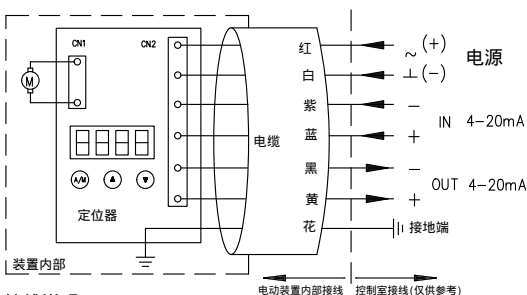 CN1
CN2
M
A/M
定位器
装置内部
电缆
红 ~ (+)
白 ⊥ (-)
电源
紫 -
蓝 +
IN 4-20mA
黑 -
黄 +
OUT 4-20mA
花 接地端
电动装置内部接线
控制室接线(仅供参考)